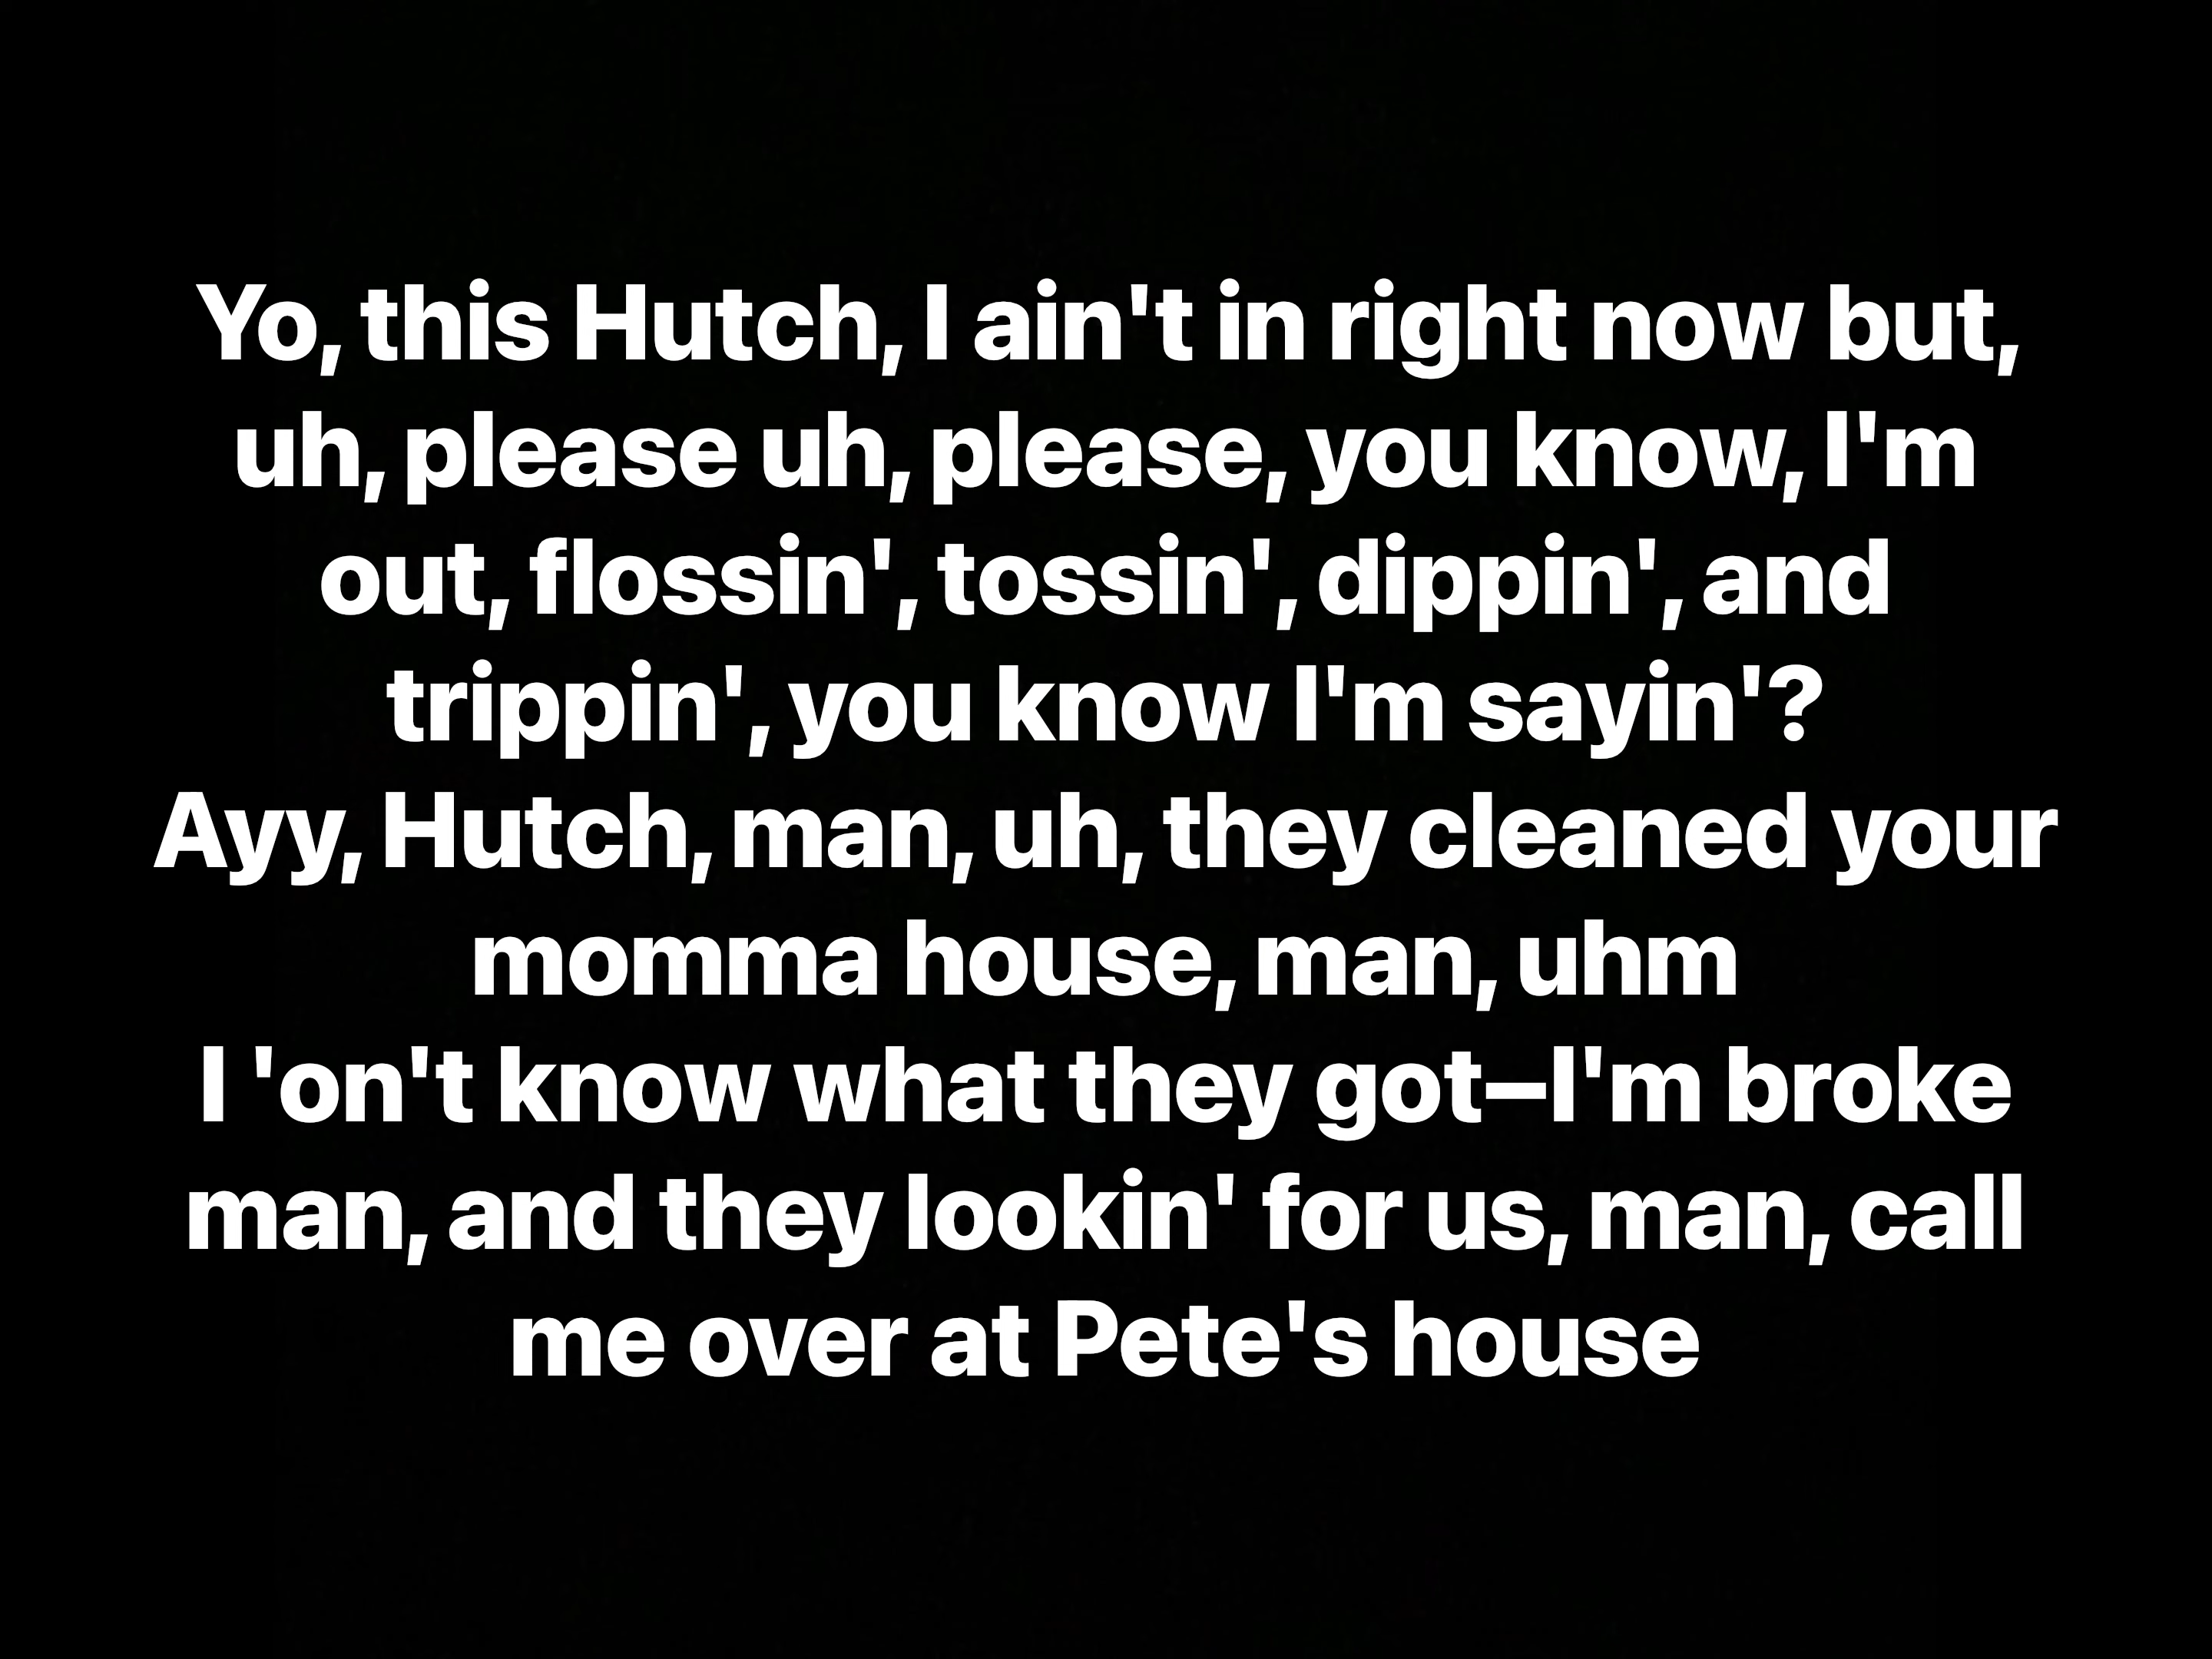 Yo, this Hutch, I ain't in right now but,
uh, please uh, please, you know, I'm
out, flossin', tossin', dippin', and
trippin', you know I'm sayin'?
Ayy, Hutch, man, uh, they cleaned your
momma house, man, uhm
I 'on't know what they got—I'm broke
man, and they lookin' for us, man, call
me over at Pete's house